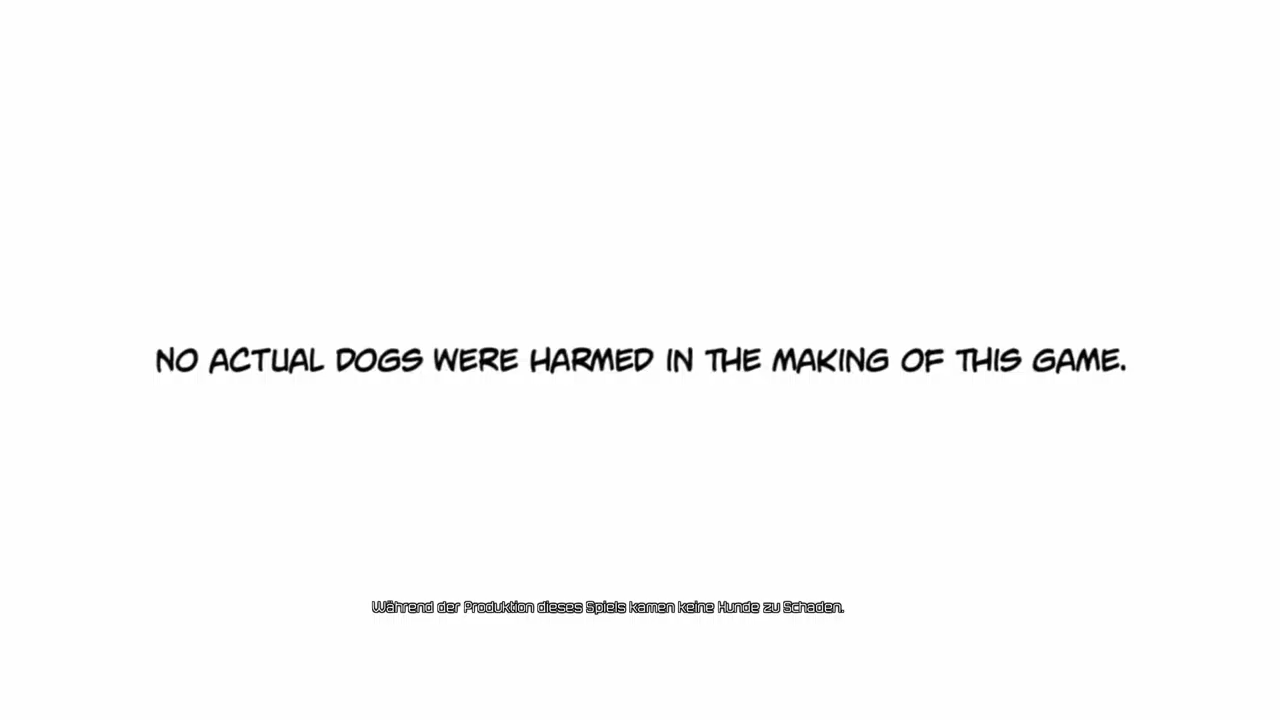 NO ACTUAL DOGS WERE HARMED IN THE MAKING OF THIS GAME.
Während der Produktion dieses Spiels kamen keine Hunde zu Schaden.